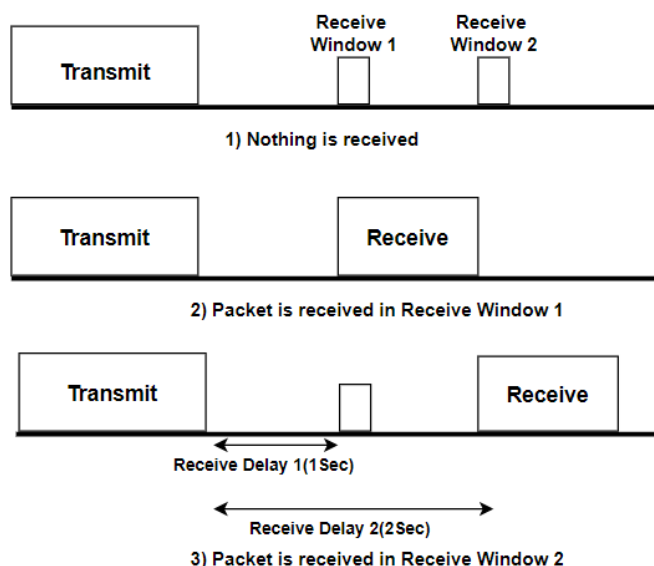 Receive
Window 1
Receive
Window 2
Transmit
1) Nothing is received
Transmit
Receive
2) Packet is received in Receive Window 1
Transmit
Receive
Receive Delay 1(1Sec)
Receive Delay 2(2Sec)
3) Packet is received in Receive Window 2